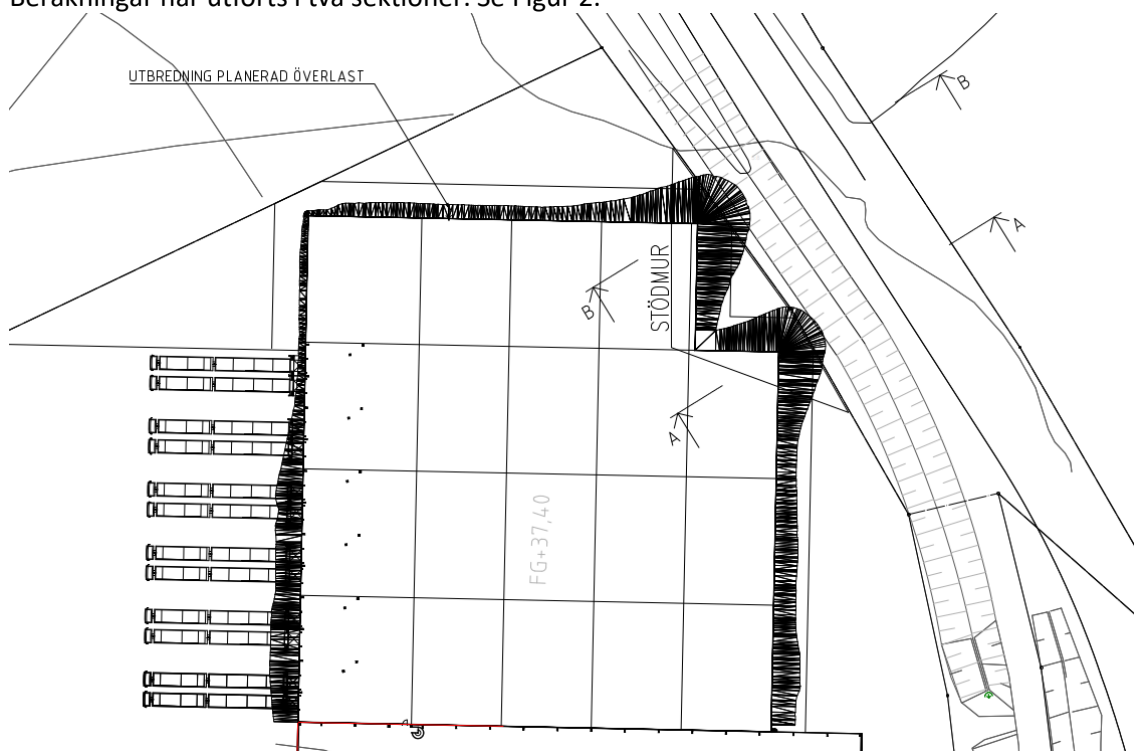 Beräkningar har utförts i två sektioner. Se Figur 2.
UTBREDNING PLANERAD ÖVERLAST
B
A
B
STÖDMUR
A
FG+37,40